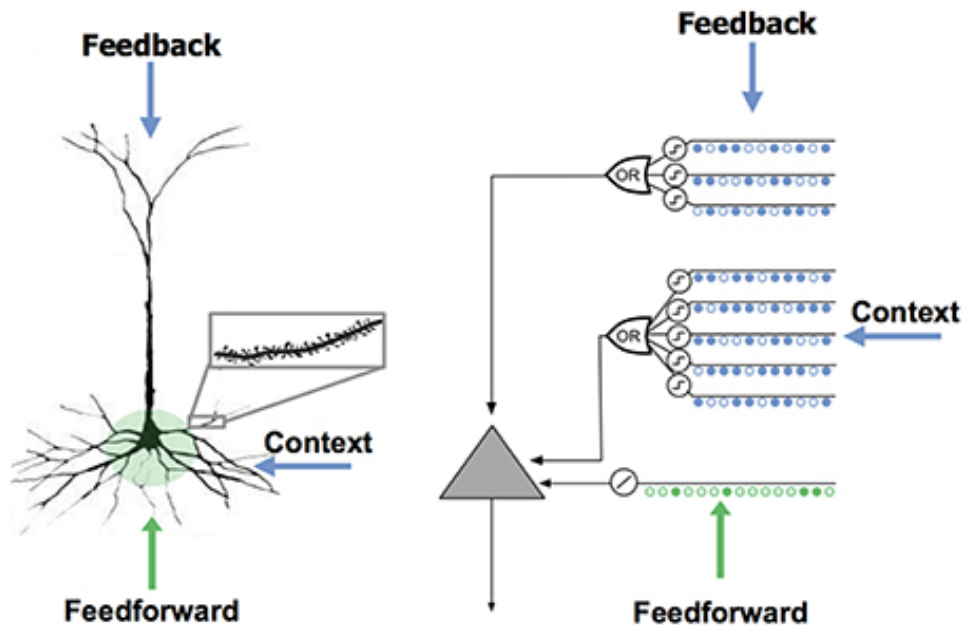 Feedback
Feedback
OR
OR
Context
Context
Feedforward
Feedforward